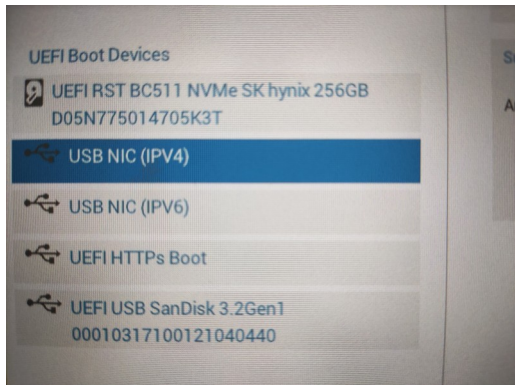 UEFI Boot Devices
UEFI RST BC511 NVMe SK hynix 256GB
D05N775014705K3T
USB NIC (IPV4)
USB NIC (IPV6)
UEFI HTTPs Boot
UEFI USB SanDisk 3.2Gen1
00010317100121040440